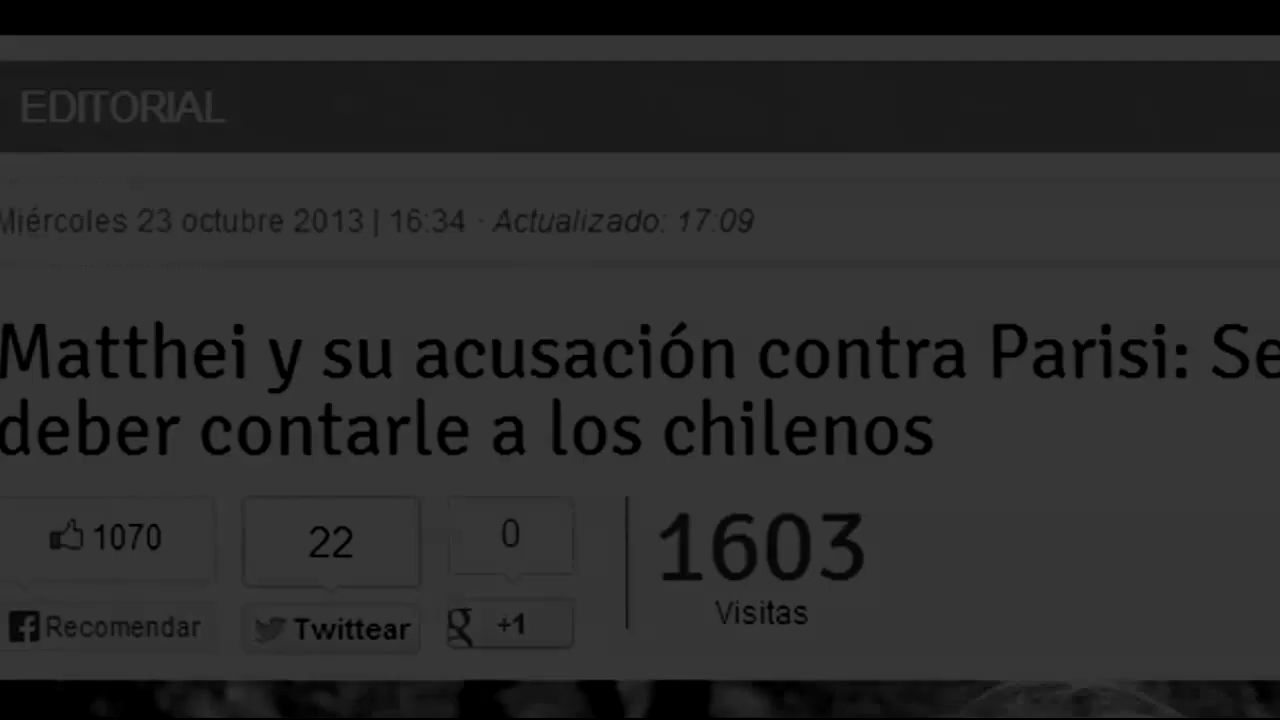 EDITORIAL
Miércoles 23 octubre 2013 | 16:34 · Actualizado: 17:09
Matthei y su acusación contra Parisi: Se
deber contarle a los chilenos
1070
22
0
1603
Visitas
Recomendar
Twittear
+1